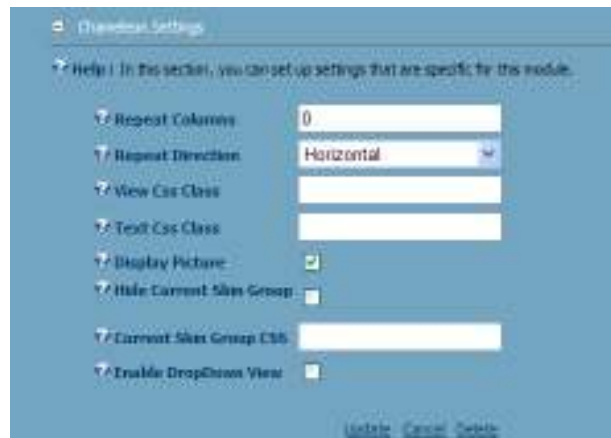 Chameleon Settings
Help : In this section, you can set up settings that are specific for this module.
Repeat Columns
0
Repeat Direction
Horizontal
View Css Class
Text Css Class
Display Picture
Hide Current Skin Group
Current Skin Group CSS
Enable DropDown View
Update Cancel Delete